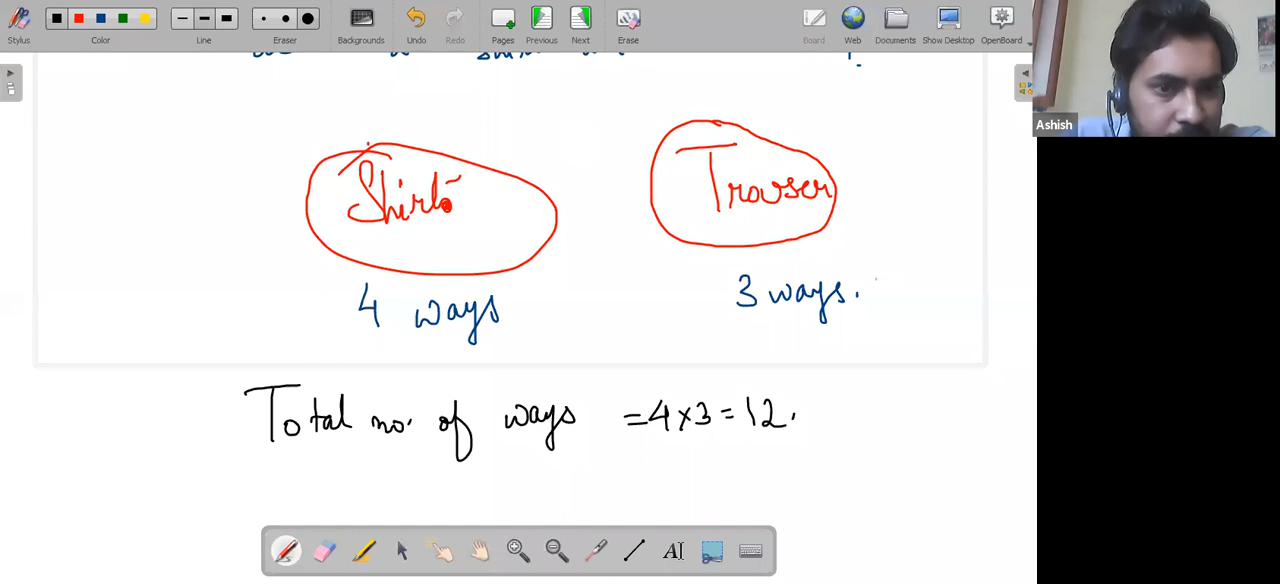 Stylus
Color
Line
Eraser
Backgrounds
Undo
Redo
Pages
Previous
Next
Erase
Board
Web
Documents
Show Desktop
OpenBoard
Ashish
Shirts Trouser
4 ways 3 ways.
Total no. of ways = 4 × 3 = 12.
A